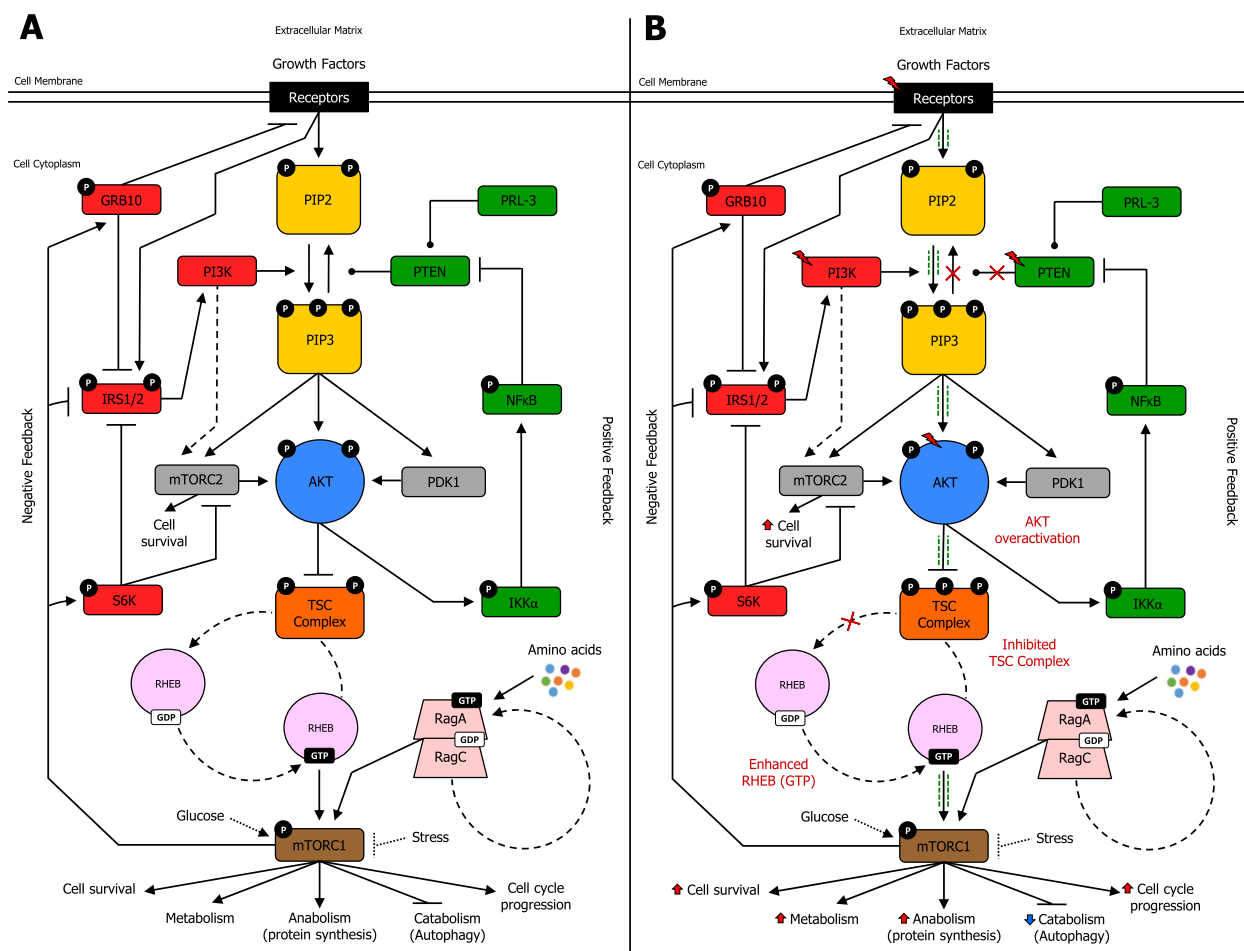 A
Extracellular Matrix
Growth Factors
Cell Membrane
Receptors
Cell Cytoplasm
P
P
P
GRB10
PIP2
PRL-3
PI3K
PTEN
P
P
P
PIP3
P
P
IRS1/2
P
NFκB
Negative Feedback
Positive Feedback
P
P
mTORC2
AKT
PDK1
Cell
survival
P
S6K
P
P
TSC
Complex
P
IKKα
Amino acids
RHEB
GDP
RHEB
GTP
GTP
RagA
GDP
RagC
Glucose
P
mTORC1
Stress
Cell survival
Metabolism
Anabolism
(protein synthesis)
Catabolism
(Autophagy)
Cell cycle
progression
B
Extracellular Matrix
Growth Factors
Cell Membrane
Receptors
Cell Cytoplasm
P
P
P
GRB10
PIP2
PRL-3
PI3K
PTEN
P
P
P
PIP3
P
P
IRS1/2
P
NFκB
Negative Feedback
Positive Feedback
P
P
mTORC2
AKT
PDK1
Cell
survival
AKT
overactivation
P
S6K
P
P
P
TSC
Complex
P
IKKα
Inhibited
TSC Complex
Amino acids
RHEB
GDP
RHEB
GTP
GTP
RagA
GDP
RagC
Enhanced
RHEB (GTP)
Glucose
P
mTORC1
Stress
Cell survival
Metabolism
Anabolism
(protein synthesis)
Catabolism
(Autophagy)
Cell cycle
progression